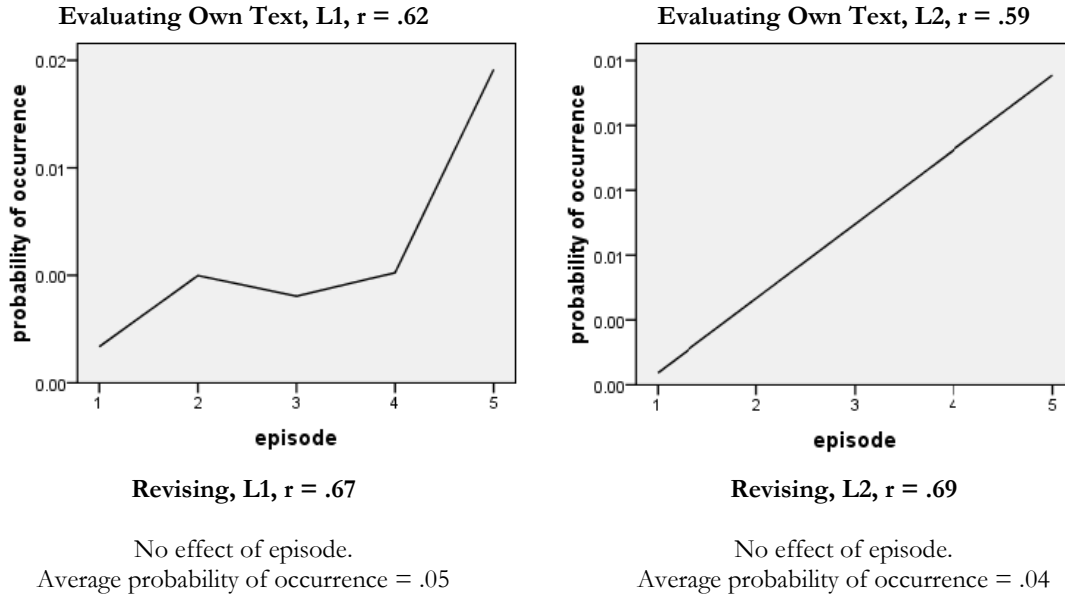 Evaluating Own Text, L1, r = .62
0.02
0.01
0.00
0.00
probability of occurrence
1 2 3 4 5
episode
Evaluating Own Text, L2, r = .59
0.01
0.01
0.01
0.01
0.00
0.00
probability of occurrence
1 2 3 4 5
episode
Revising, L1, r = .67
No effect of episode.
Average probability of occurrence = .05
Revising, L2, r = .69
No effect of episode.
Average probability of occurrence = .04